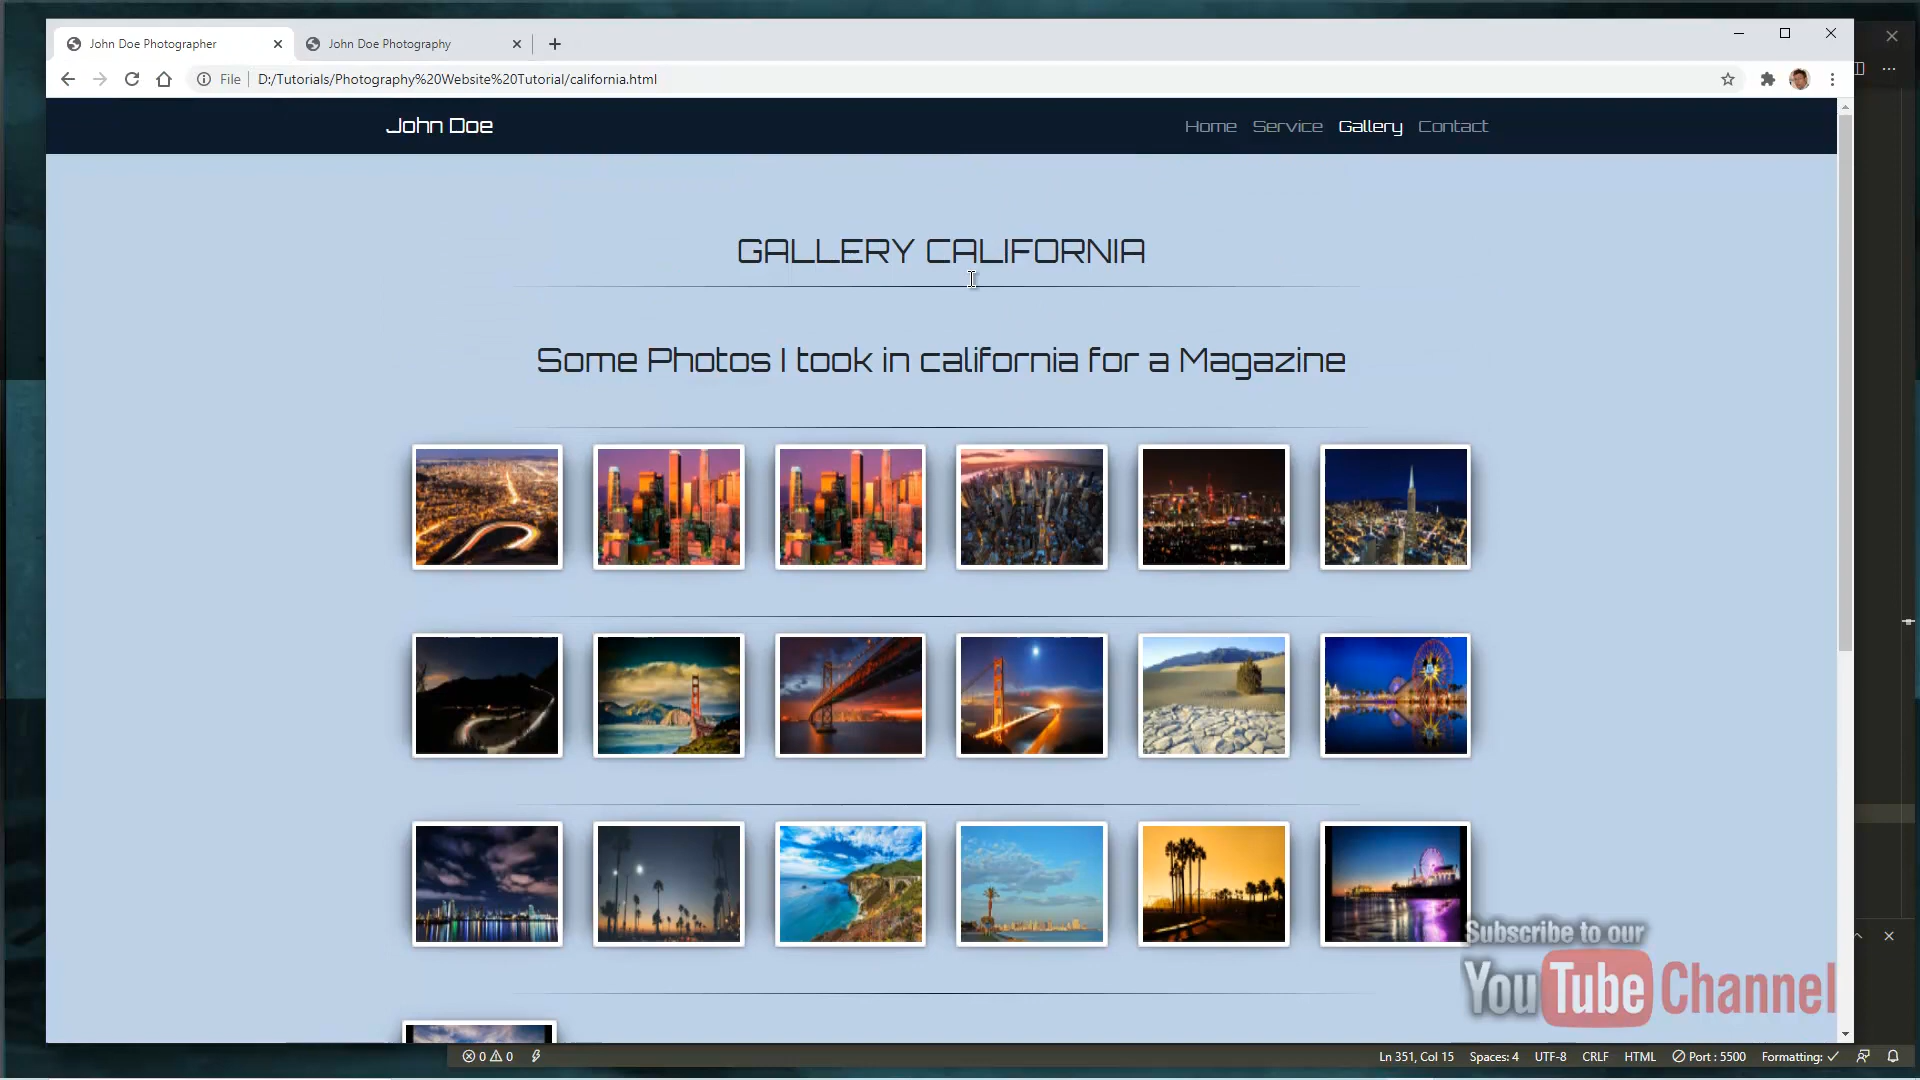 John Doe Photographer
John Doe Photography
File
D:/Tutorials/Photography%20Website%20Tutorial/california.html
John Doe
Home Service Gallery Contact
GALLERY CALIFORNIA
Some Photos I took in california for a Magazine
Subscribe to our
YouTube Channel
0 0
Ln 351, Col 15 Spaces: 4 UTF-8 CRLF HTML Port : 5500 Formatting: